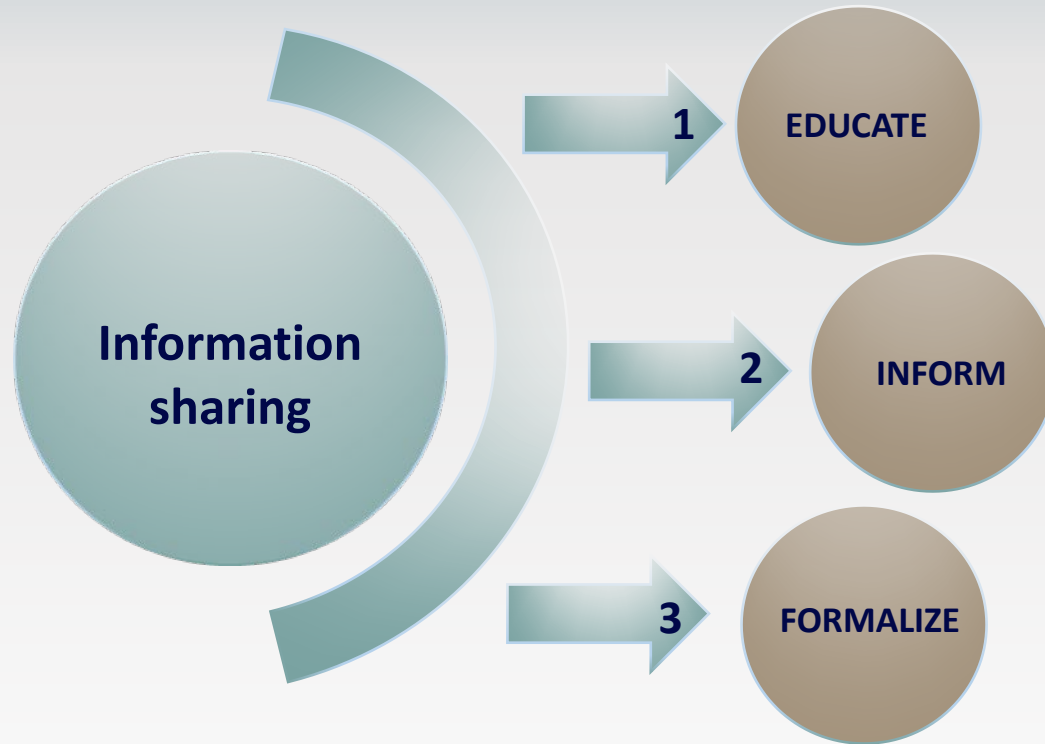 Information
sharing
1
EDUCATE
2
INFORM
3
FORMALIZE